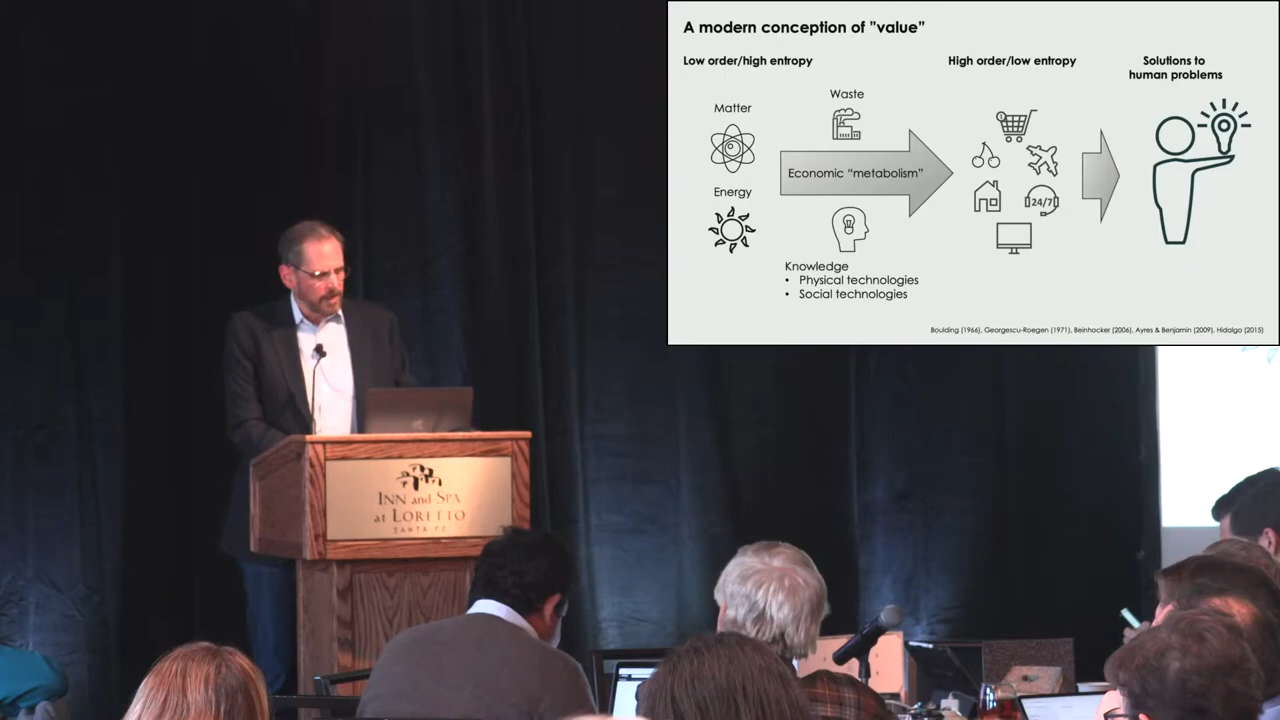 A modern conception of "value"
Low order/high entropy
High order/low entropy
Solutions to
human problems
Waste
Matter
Economic "metabolism"
Energy
24/7
Knowledge
• Physical technologies
• Social technologies
Boulding (1966), Georgescu-Roegen (1971), Beinhocker (2006), Ayres & Benjamin (2009), Hidalgo (2015)
INN and SPA
at LORETTO
SANTA FE